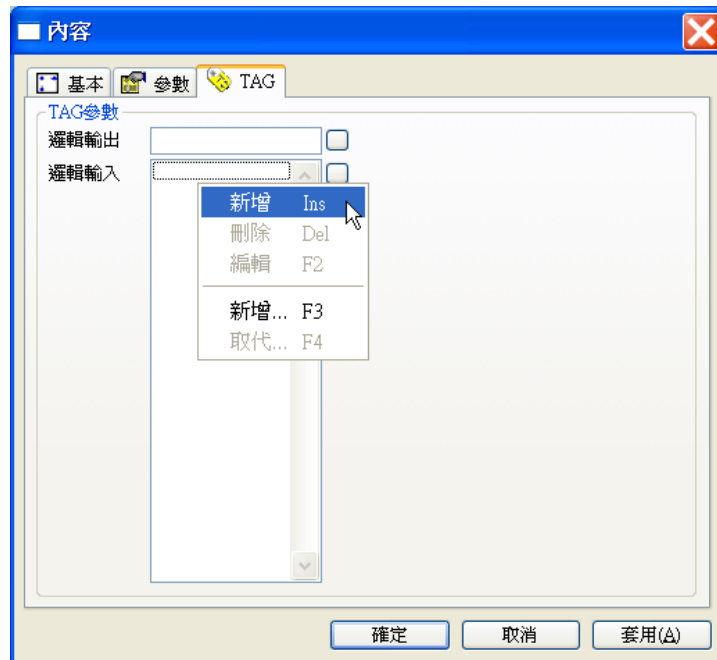 內容
基本 參數 TAG
TAG參數
邏輯輸出
邏輯輸入
新增 Ins
刪除 Del
編輯 F2
新增... F3
取代... F4
確定 取消 套用(A)